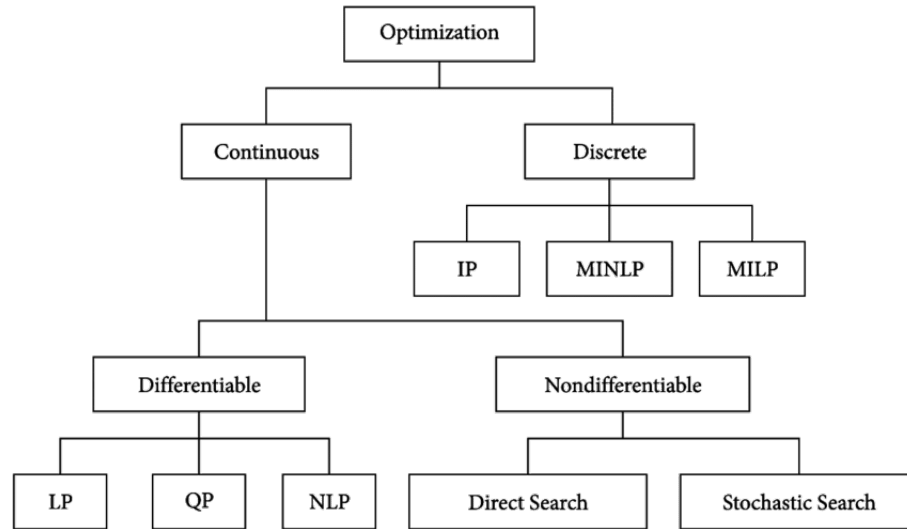 Optimization
Continuous
Discrete
IP
MINLP
MILP
Differentiable
Nondifferentiable
LP
QP
NLP
Direct Search
Stochastic Search